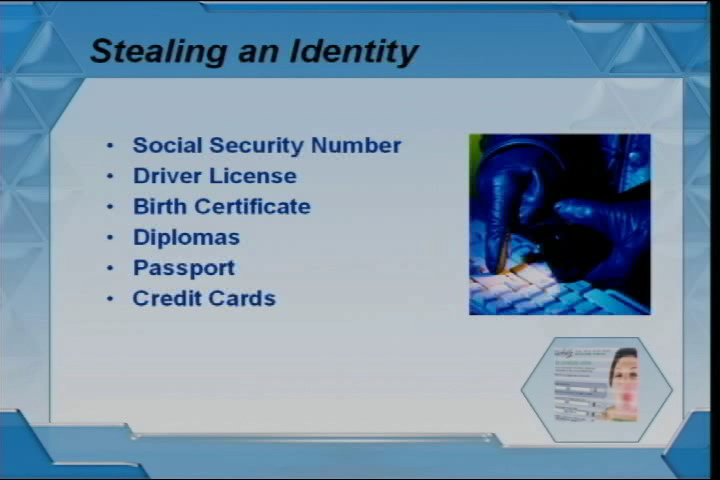 Stealing an Identity
• Social Security Number
• Driver License
• Birth Certificate
• Diplomas
• Passport
• Credit Cards